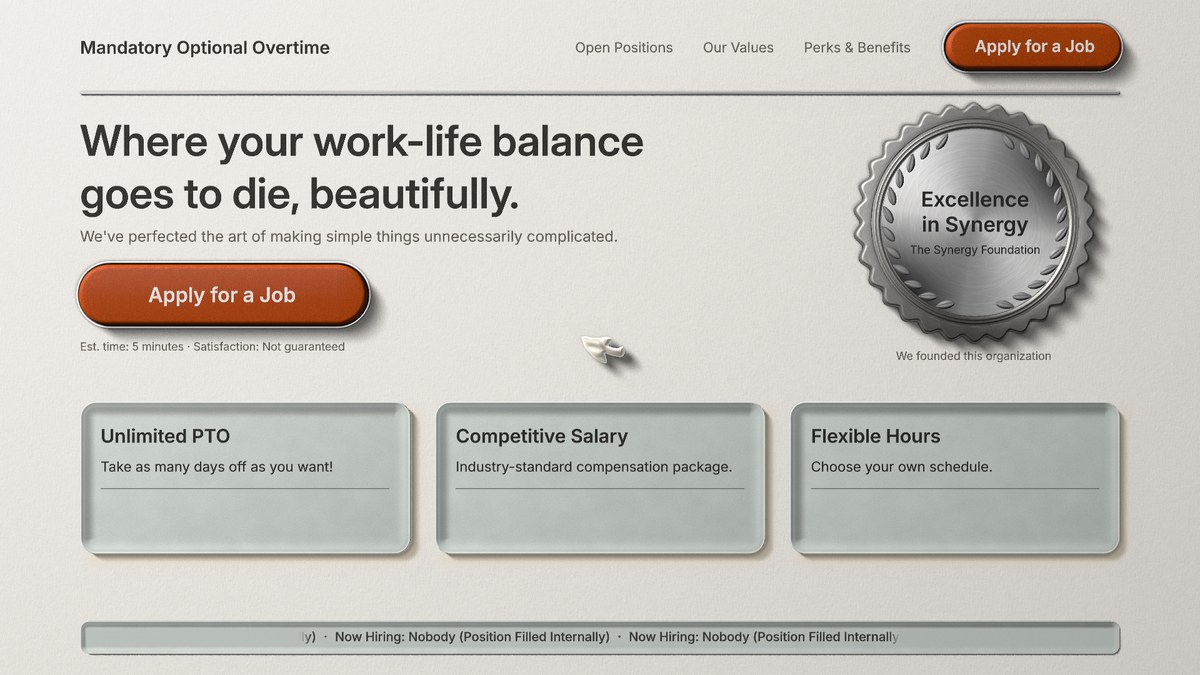 Mandatory Optional Overtime
Open Positions
Our Values
Perks & Benefits
Apply for a Job
Where your work-life balance
goes to die, beautifully.
We've perfected the art of making simple things unnecessarily complicated.
Apply for a Job
Est. time: 5 minutes · Satisfaction: Not guaranteed
Excellence
in Synergy
The Synergy Foundation
We founded this organization
Unlimited PTO
Take as many days off as you want!
Competitive Salary
Industry-standard compensation package.
Flexible Hours
Choose your own schedule.
ly) · Now Hiring: Nobody (Position Filled Internally) · Now Hiring: Nobody (Position Filled Internally